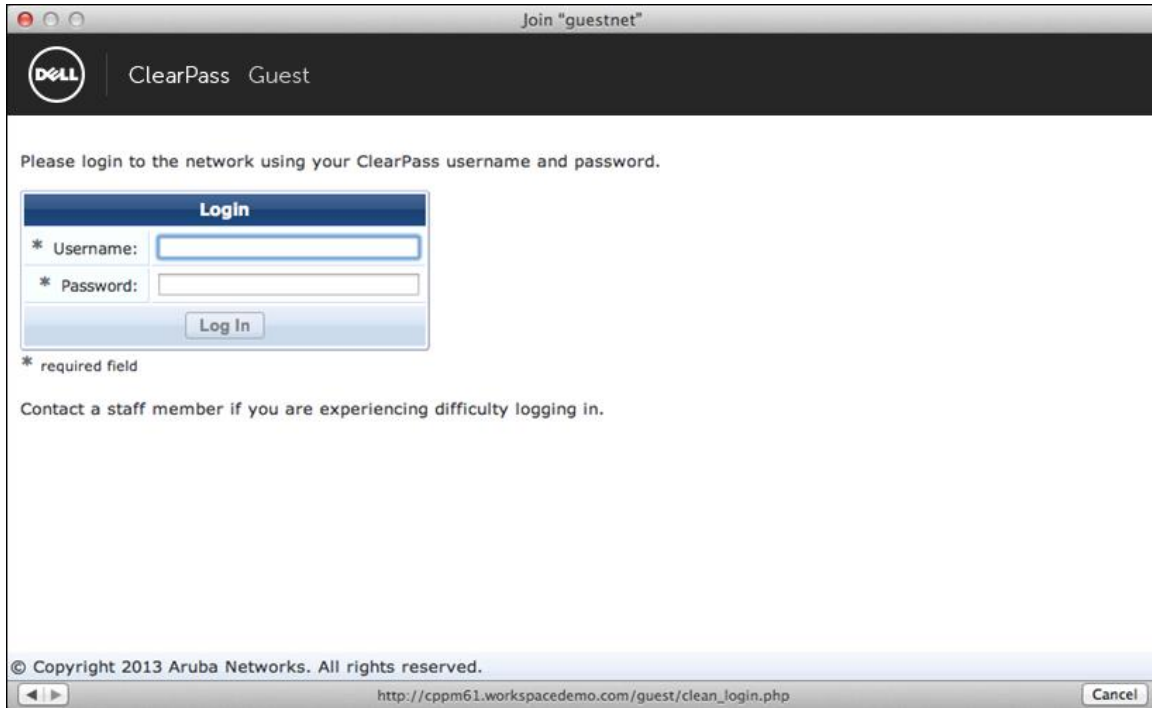 Join “guestnet”
DELL
ClearPass Guest
Please login to the network using your ClearPass username and password.
Login
* Username:
* Password:
Log In
* required field
Contact a staff member if you are experiencing difficulty logging in.
© Copyright 2013 Aruba Networks. All rights reserved.
http://cppm61.workspacedemo.com/guest/clean_login.php
Cancel